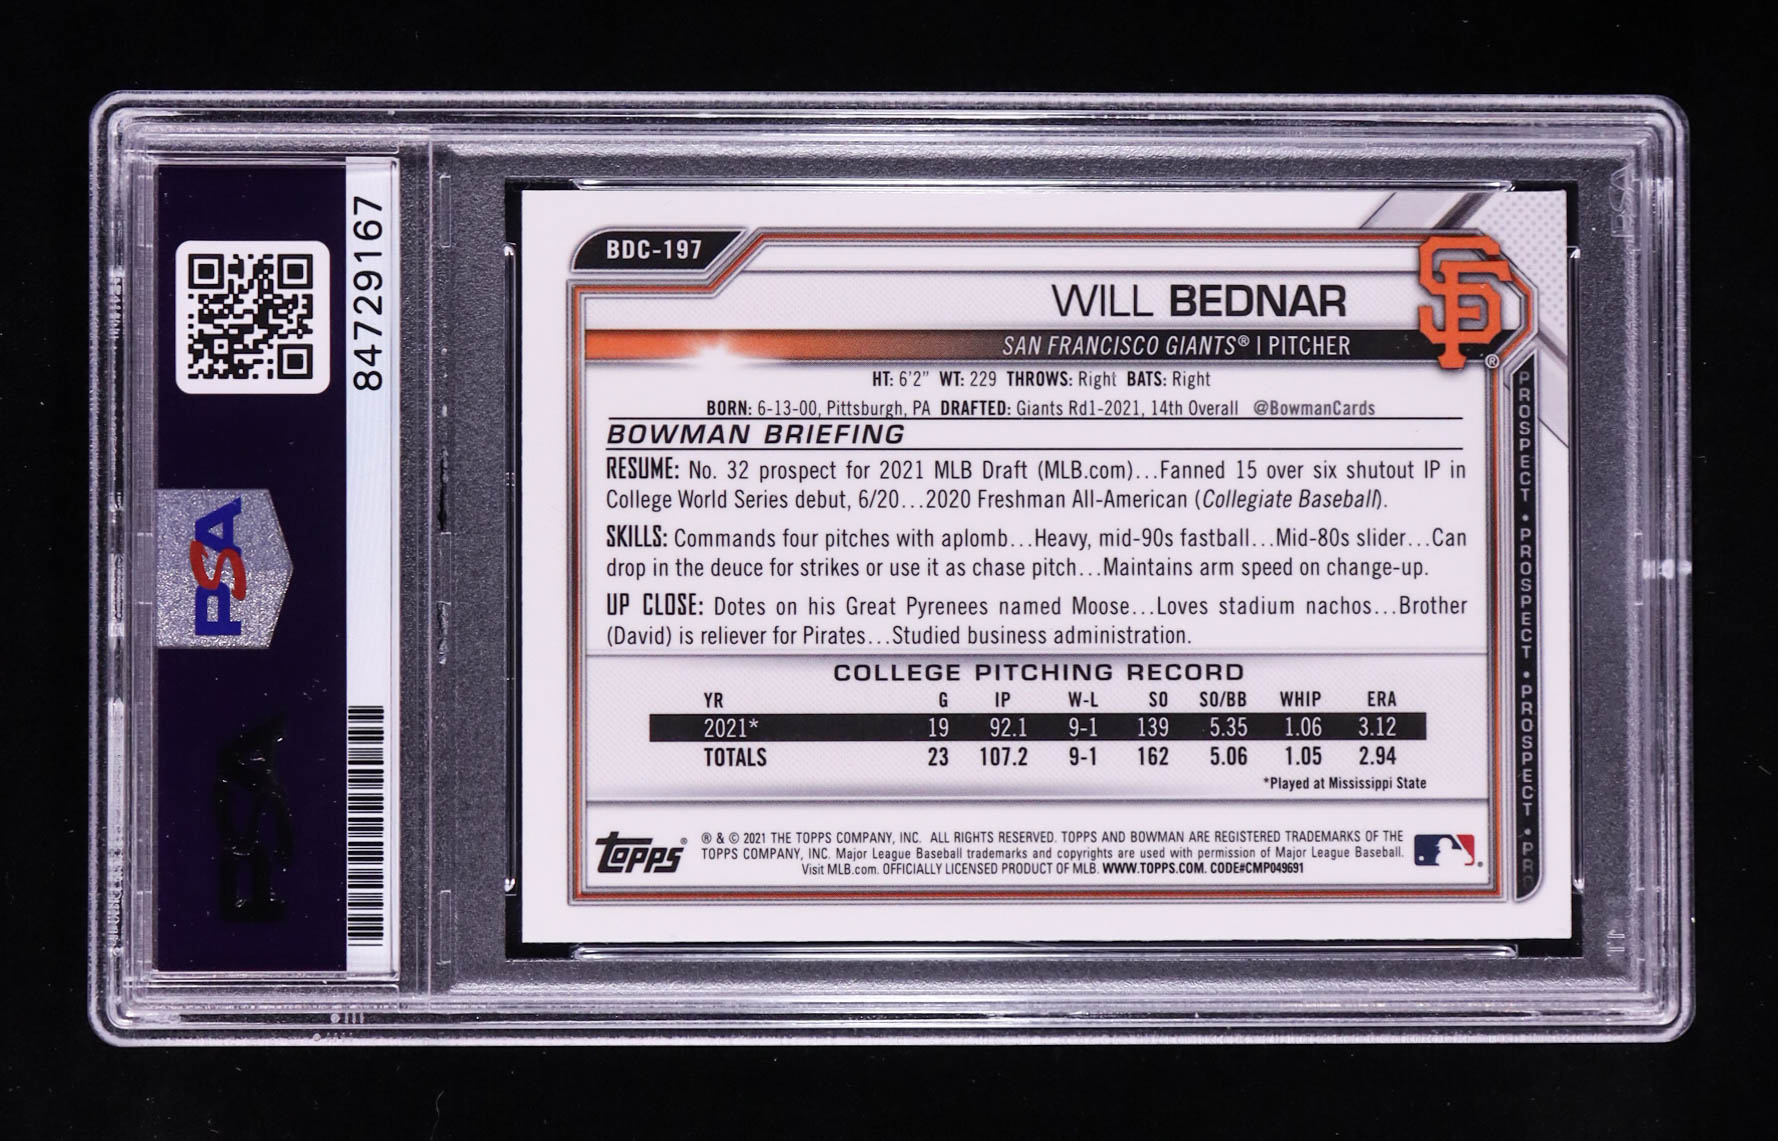 84729167
PSA
BDC-197
WILL BEDNAR
SF
SAN FRANCISCO GIANTS® | PITCHER
HT: 6'2" WT: 229 THROWS: Right BATS: Right
BORN: 6-13-00, Pittsburgh, PA DRAFTED: Giants Rd1-2021, 14th Overall @BowmanCards
BOWMAN BRIEFING
RESUME: No. 32 prospect for 2021 MLB Draft (MLB.com)...Fanned 15 over six shutout IP in
College World Series debut, 6/20...2020 Freshman All-American (Collegiate Baseball).
SKILLS: Commands four pitches with aplomb...Heavy, mid-90s fastball...Mid-80s slider...Can
drop in the deuce for strikes or use it as chase pitch...Maintains arm speed on change-up.
UP CLOSE: Dotes on his Great Pyrenees named Moose...Loves stadium nachos...Brother
(David) is reliever for Pirates...Studied business administration.
COLLEGE PITCHING RECORD
YR G IP W-L SO SO/BB WHIP ERA
2021* 19 92.1 9-1 139 5.35 1.06 3.12
TOTALS 23 107.2 9-1 162 5.06 1.05 2.94
*Played at Mississippi State
topps®
® & © 2021 THE TOPPS COMPANY, INC. ALL RIGHTS RESERVED. TOPPS AND BOWMAN ARE REGISTERED TRADEMARKS OF THE
TOPPS COMPANY, INC. Major League Baseball trademarks and copyrights are used with permission of Major League Baseball.
Visit MLB.com. OFFICIALLY LICENSED PRODUCT OF MLB. WWW.TOPPS.COM. CODE#CMP049691
PROSPECT • PROSPECT • PROSPECT • PR